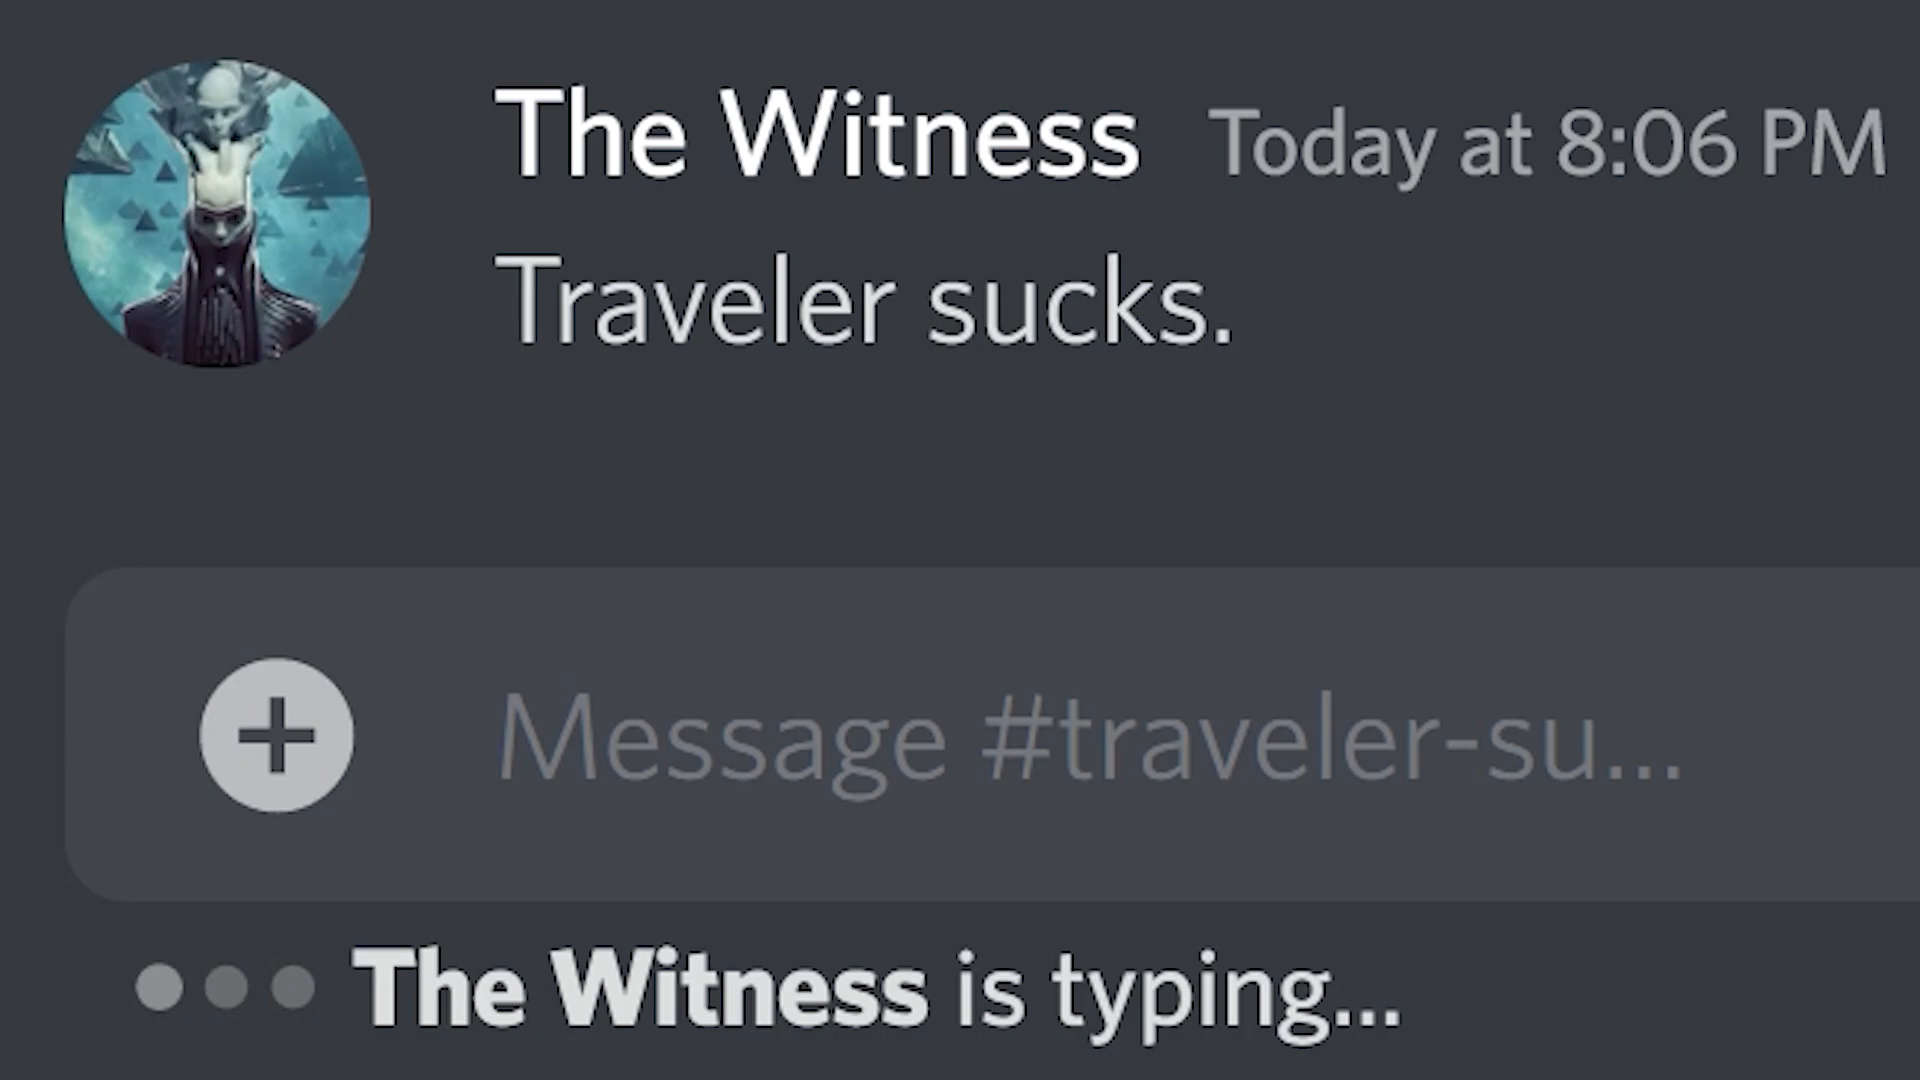 The Witness Today at 8:06 PM
Traveler sucks.
Message #traveler-su...
The Witness is typing...